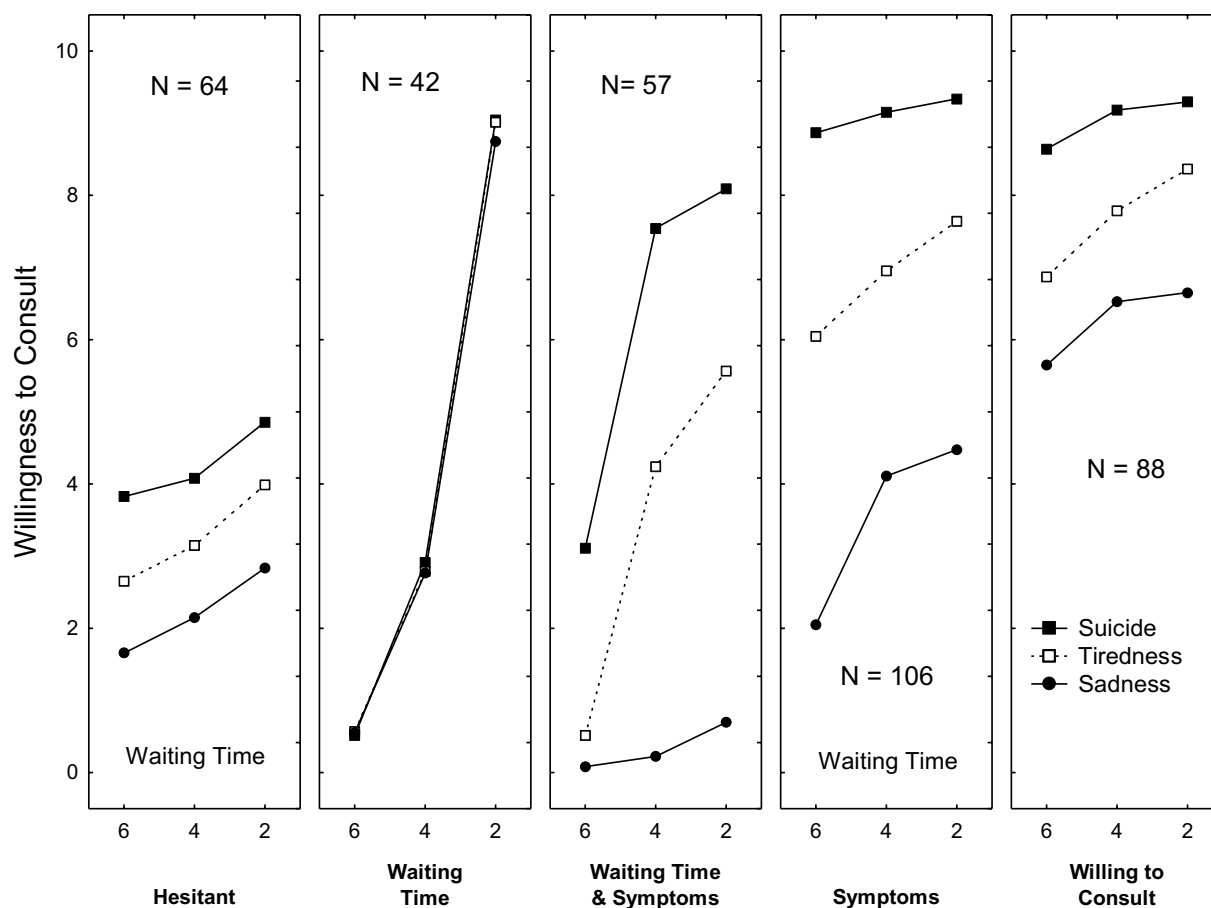 Willingness to Consult
10
8
6
4
2
0
N = 64
N = 42
N= 57
N = 106
N = 88
Suicide
Tiredness
Sadness
Waiting Time
Waiting Time
6 4 2
6 4 2
6 4 2
6 4 2
6 4 2
Hesitant
Waiting
Time
Waiting Time
& Symptoms
Symptoms
Willing to
Consult